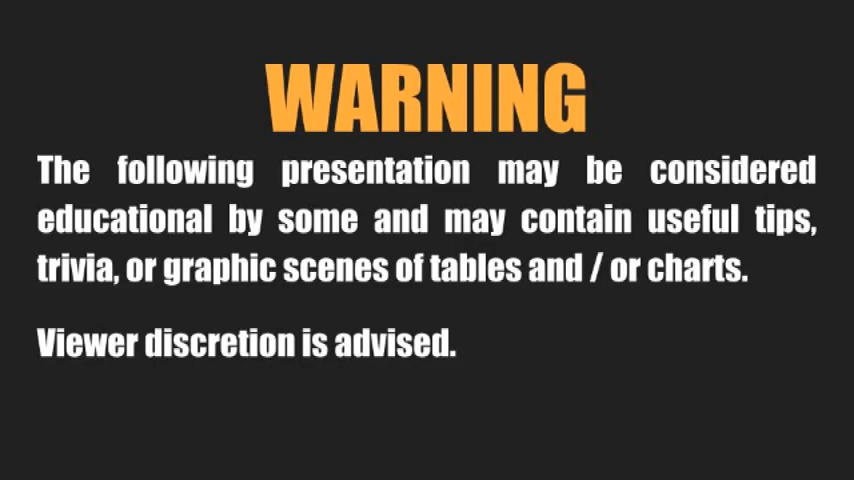 WARNING
The following presentation may be considered
educational by some and may contain useful tips,
trivia, or graphic scenes of tables and / or charts.
Viewer discretion is advised.